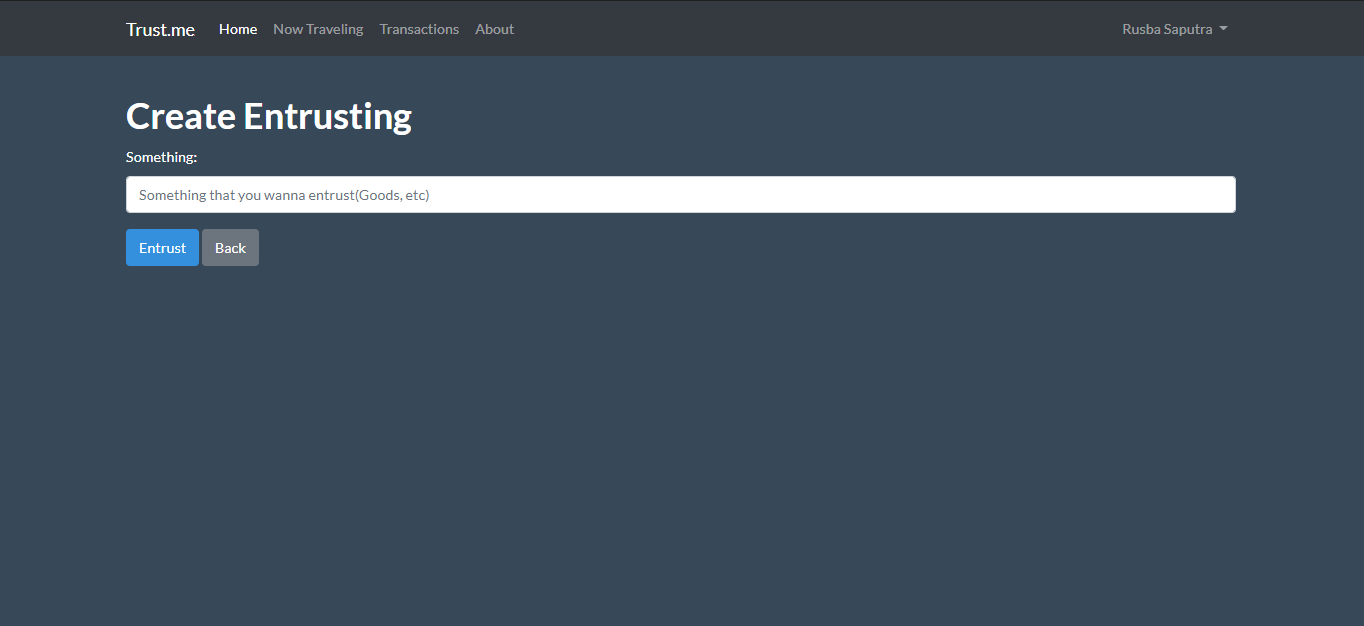 Trust.me Home Now Traveling Transactions About Rusba Saputra
Create Entrusting
Something:
Something that you wanna entrust(Goods, etc)
Entrust Back